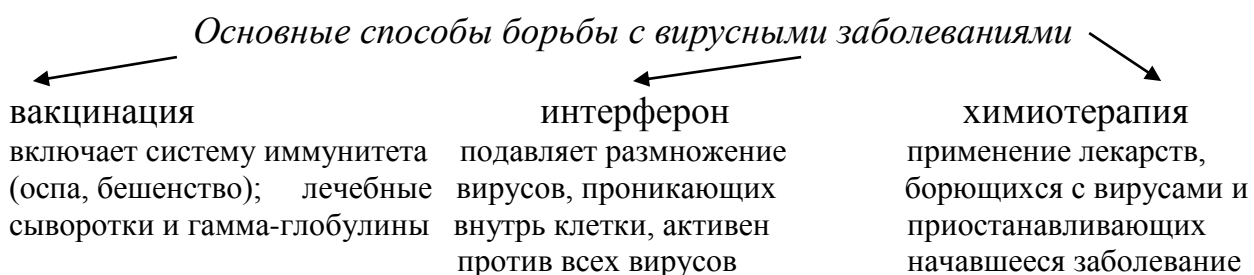 Основные способы борьбы с вирусными заболеваниями
вакцинация
включает систему иммунитета
(оспа, бешенство); лечебные
сыворотки и гамма-глобулины
интерферон
подавляет размножение
вирусов, проникающих
внутрь клетки, активен
против всех вирусов
химиотерапия
применение лекарств,
борющихся с вирусами и
приостанавливающих
начавшееся заболевание